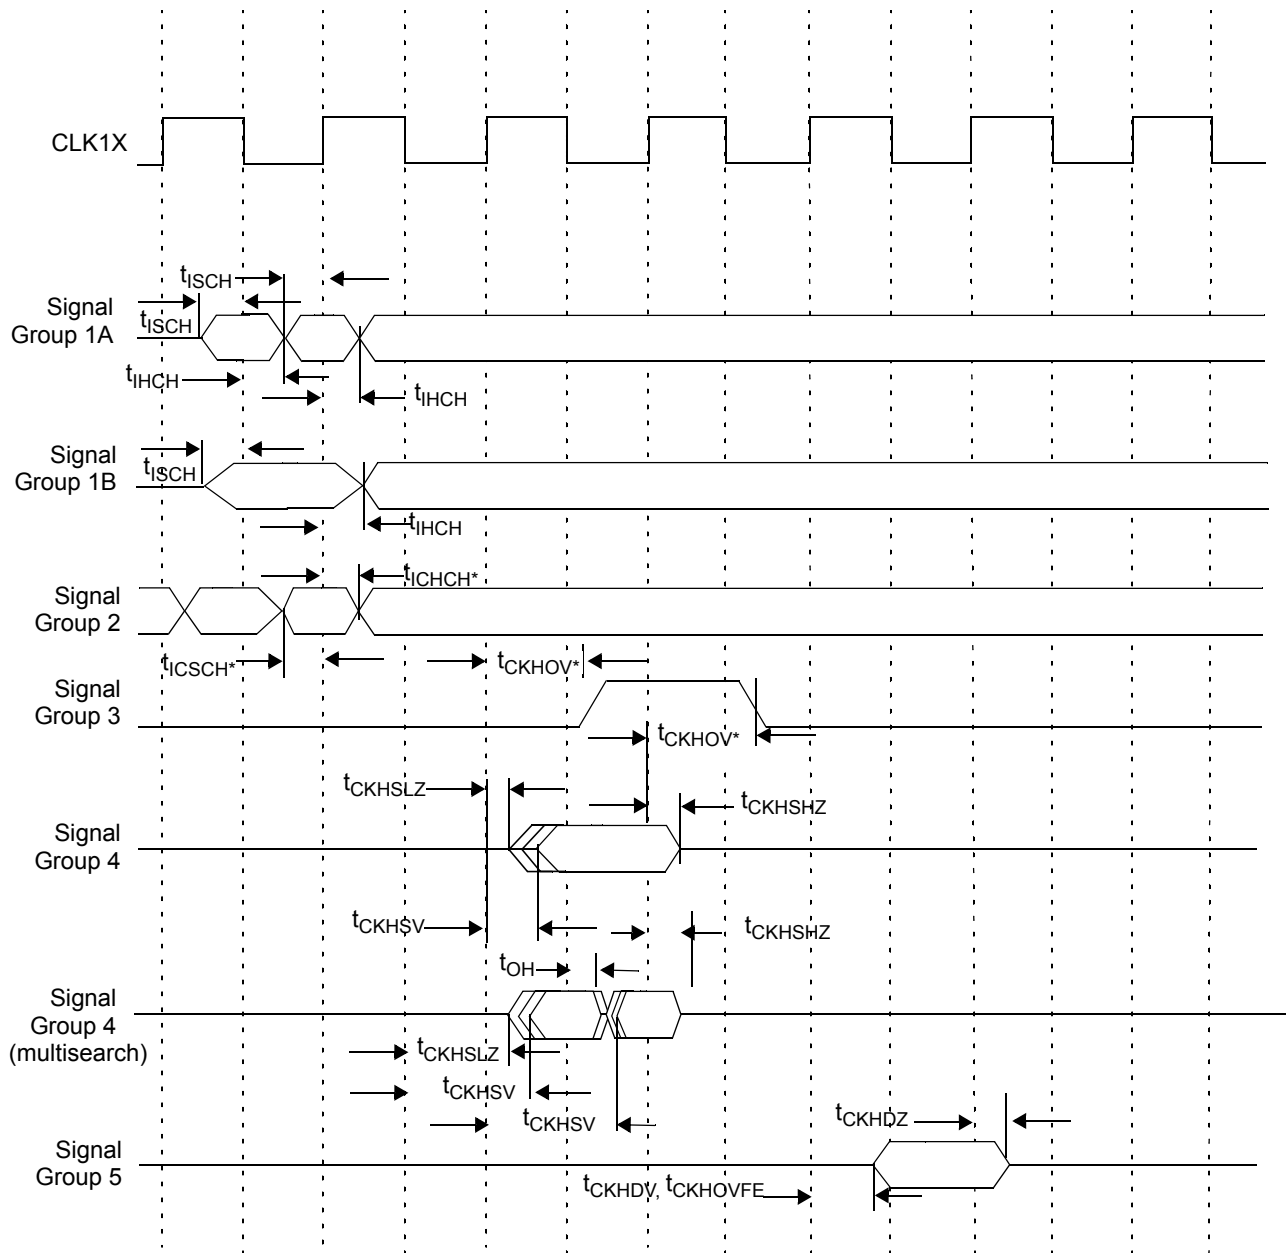 CLK1X
tISCH
Signal
Group 1A
tISCH
tIHCH
tIHCH
Signal
Group 1B
tISCH
tIHCH
tICHCH*
Signal
Group 2
tICSCH*
tCKHOV*
Signal
Group 3
tCKHOV*
tCKHSLZ
tCKHSHZ
Signal
Group 4
tCKHSV
tCKHSHZ
tOH
Signal
Group 4
(multisearch)
tCKHSLZ
tCKHSV
tCKHSV
tCKHDZ
Signal
Group 5
tCKHDV, tCKHOVFE